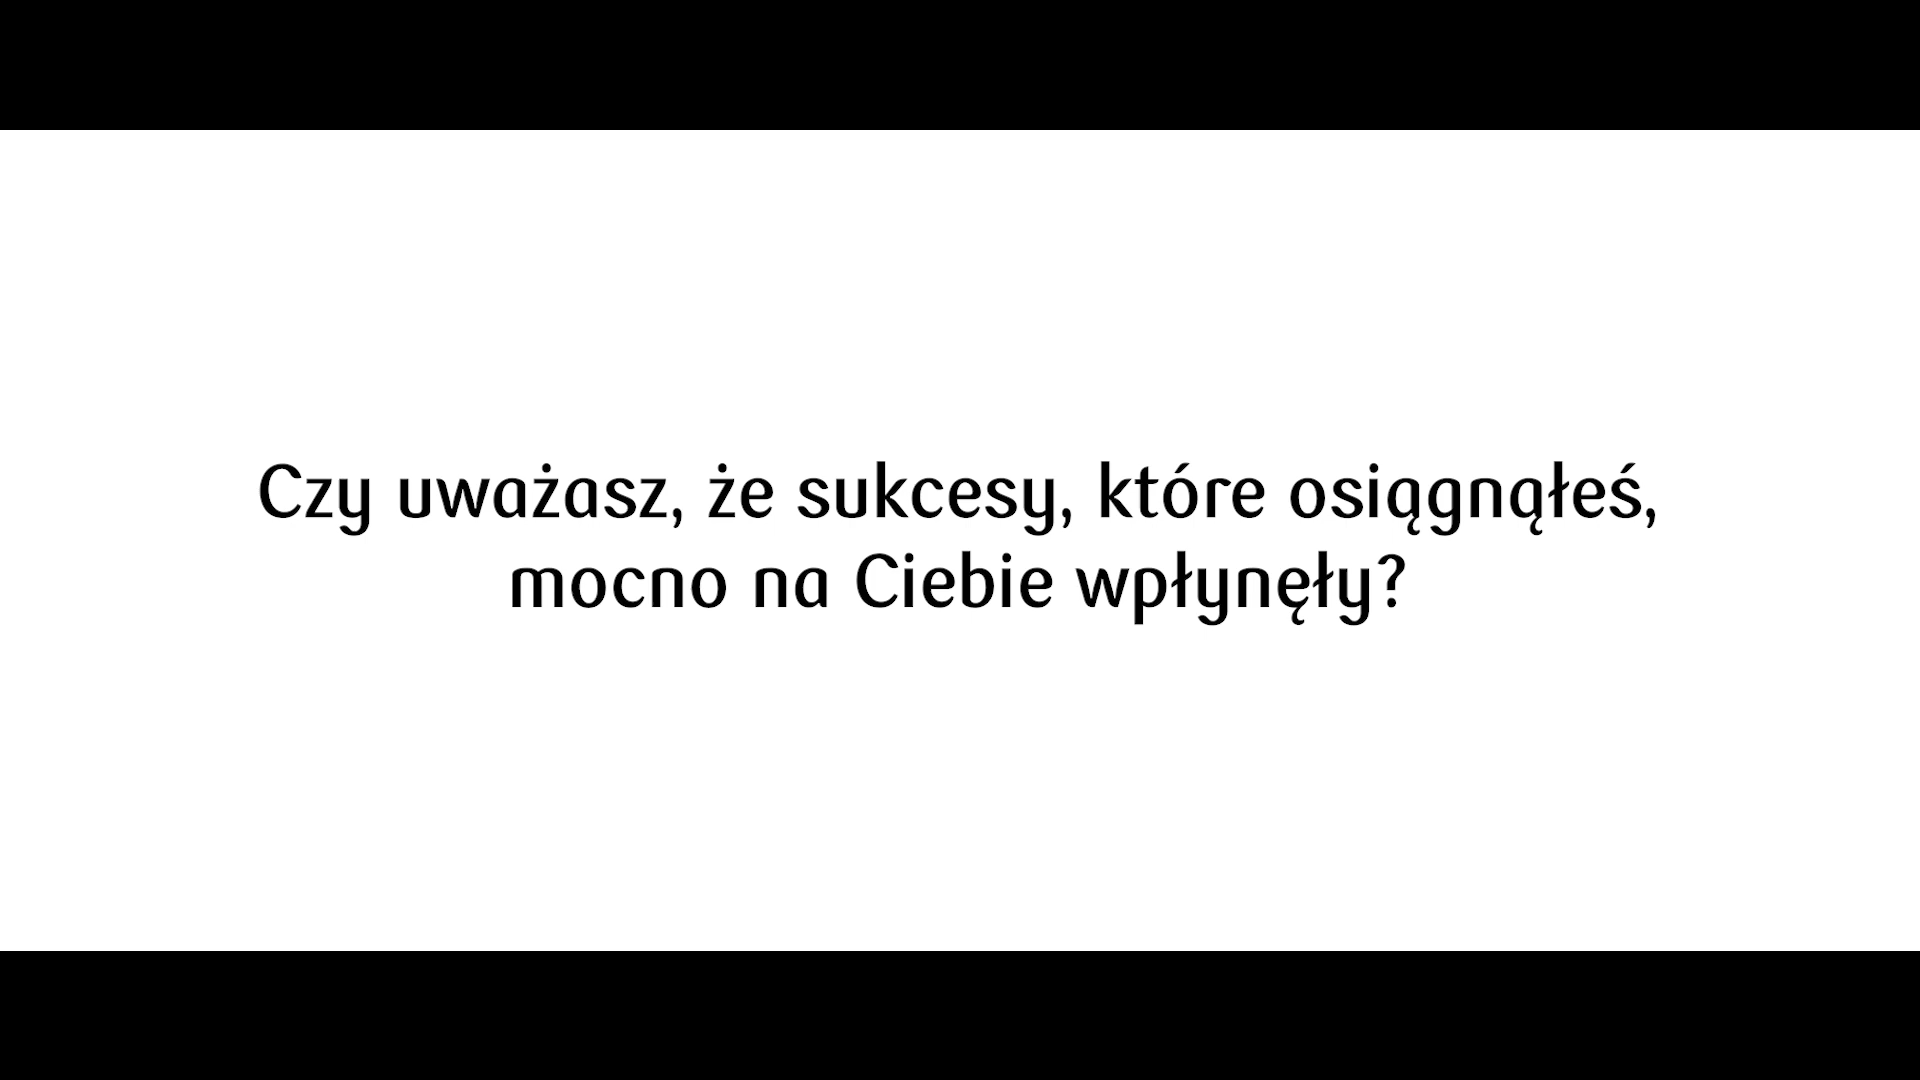 Czy uważasz, że sukcesy, które osiągnąłeś,
mocno na Ciebie wpłynęły?